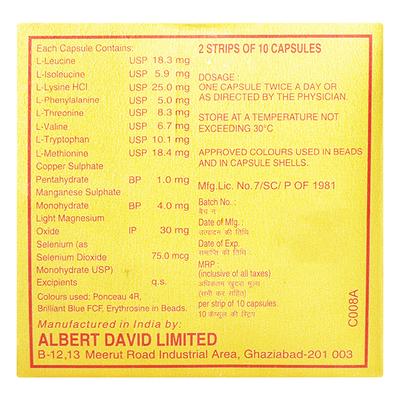 Each Capsule Contains:
L-Leucine USP 18.3 mg
L-Isoleucine USP 5.9 mg
L-Lysine HCl USP 25.0 mg
L-Phenylalanine USP 5.0 mg
L-Threonine USP 8.3 mg
L-Valine USP 6.7 mg
L-Tryptophan USP 10.1 mg
L-Methionine USP 18.4 mg
Copper Sulphate
Pentahydrate BP 1.0 mg
Manganese Sulphate
Monohydrate BP 4.0 mg
Light Magnesium
Oxide IP 30 mg
Selenium (as
Selenium Dioxide 75.0 mcg
Monohydrate USP)
Excipients q.s.
Colours used: Ponceau 4R,
Brilliant Blue FCF, Erythrosine in Beads.
2 STRIPS OF 10 CAPSULES
DOSAGE :
ONE CAPSULE TWICE A DAY OR
AS DIRECTED BY THE PHYSICIAN.
STORE AT A TEMPERATURE NOT
EXCEEDING 30°C
APPROVED COLOURS USED IN BEADS
AND IN CAPSULE SHELLS.
Mfg.Lic. No.7/SC/ P OF 1981
Batch No. :
बैच न
Date of Mfg. :
उत्पादन की तिथि
Date of Exp. :
समाप्ति की तिथि :
MRP :
(inclusive of all taxes)
अधिकतम खुदरा मूल्य
(सभी कर सहित)
per strip of 10 capsules.
10 कैप्सूल की स्ट्रिप
C008A
Manufactured in India by:
ALBERT DAVID LIMITED
B-12,13 Meerut Road Industrial Area, Ghaziabad-201 003